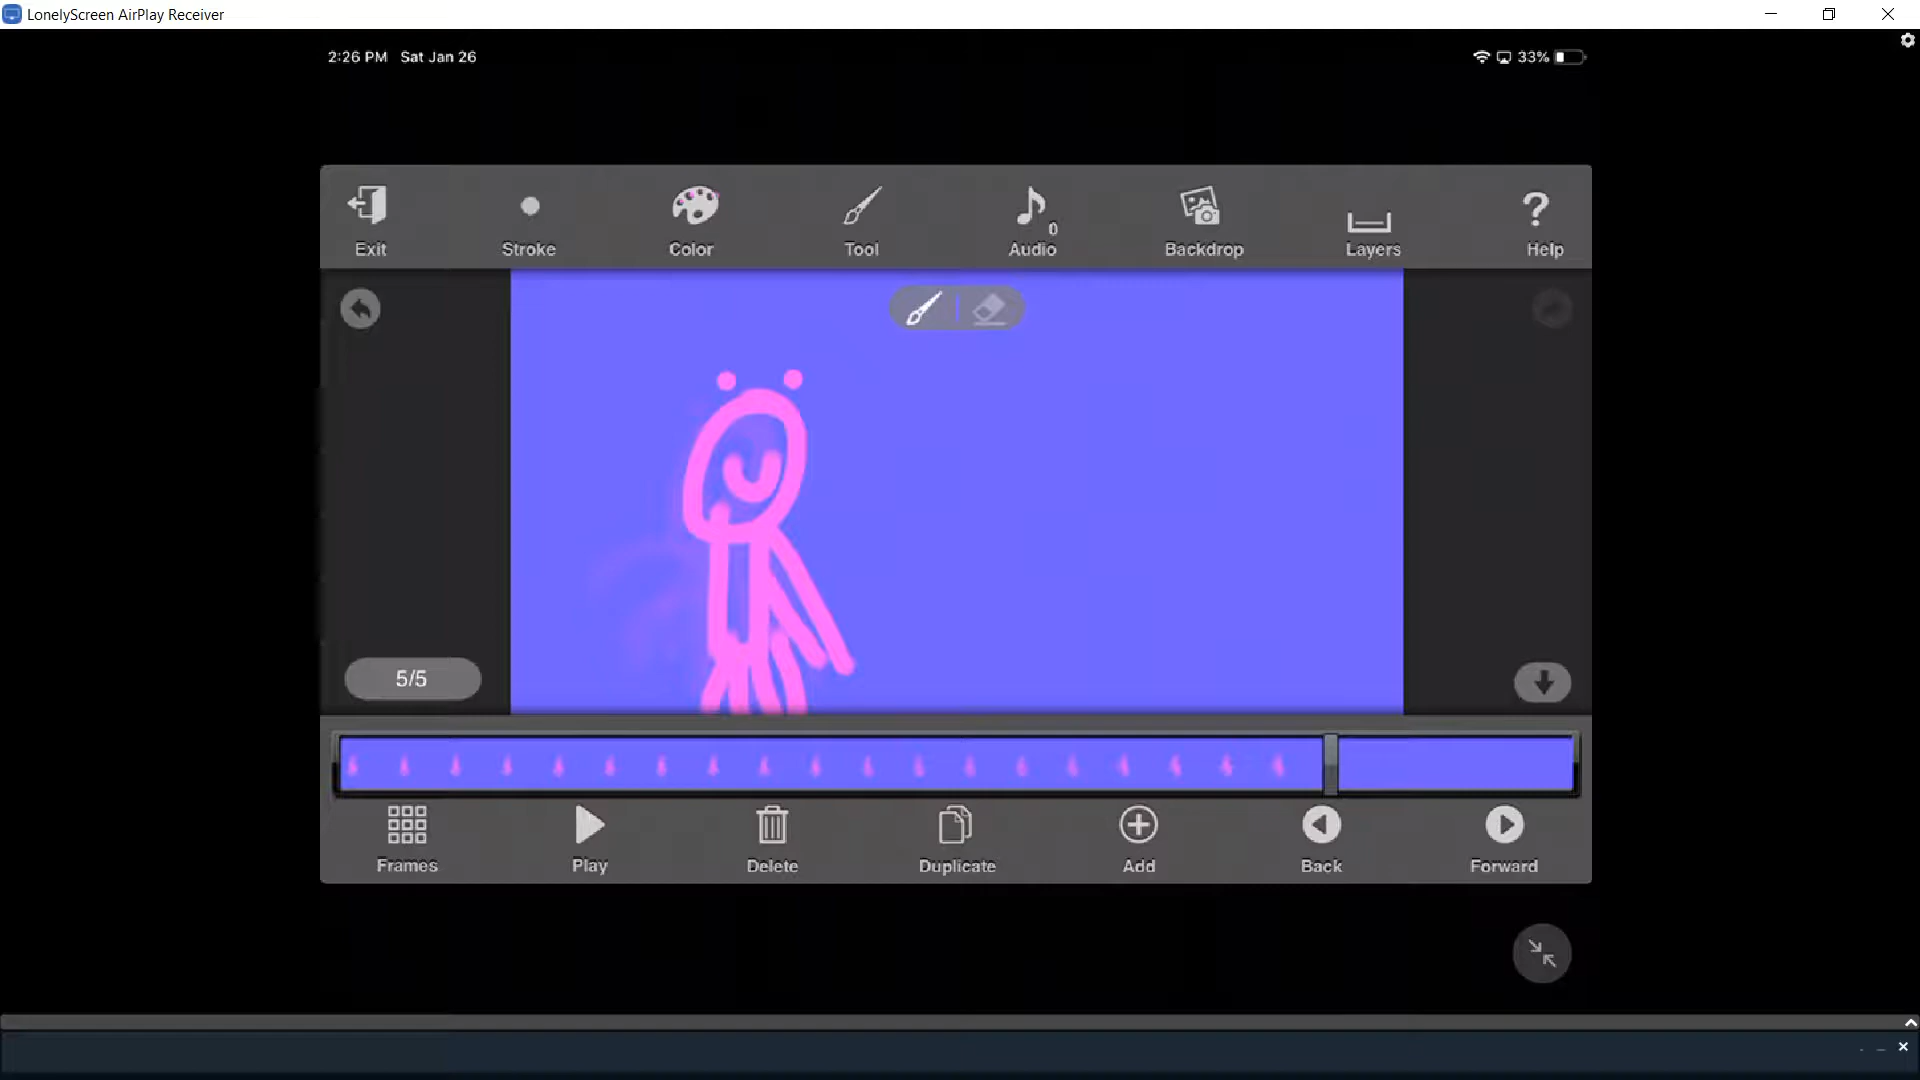 LonelyScreen AirPlay Receiver
2:26 PM Sat Jan 26
33%
0
Exit Stroke Color Tool Audio Backdrop Layers Help
5/5
Frames Play Delete Duplicate Add Back Forward